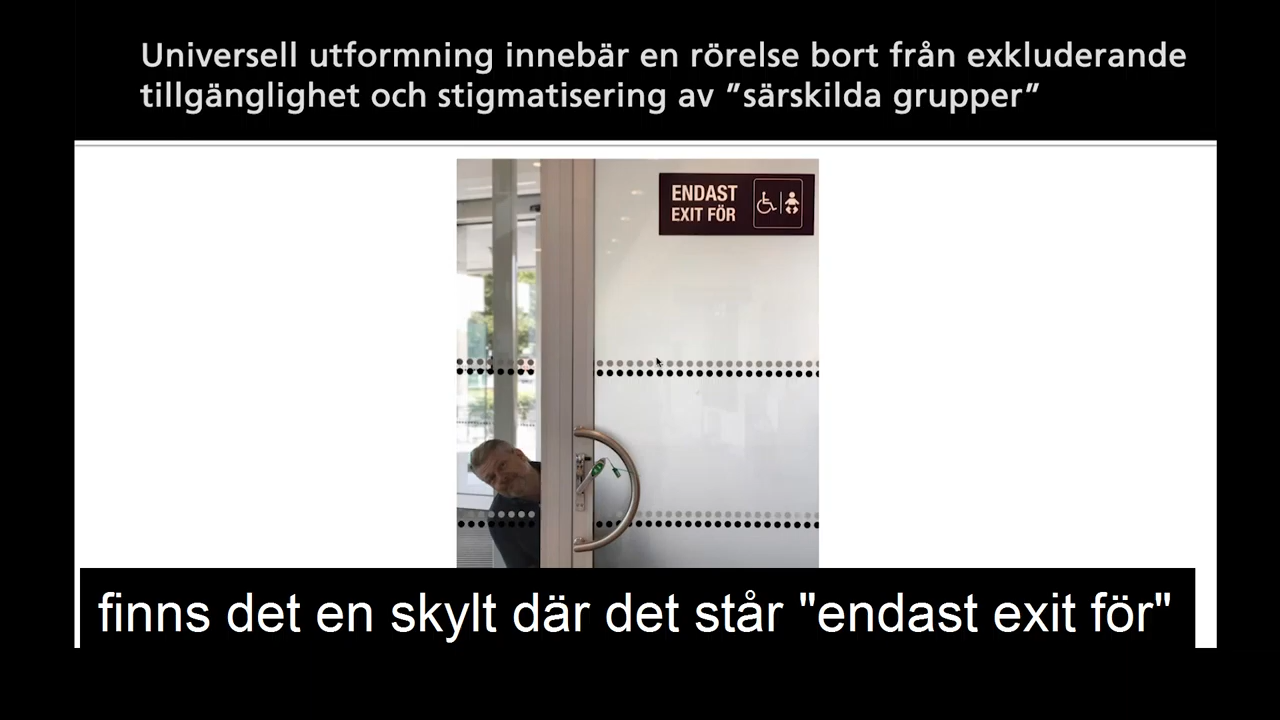 Universell utformning innebär en rörelse bort från exkluderande
tillgänglighet och stigmatisering av ”särskilda grupper”
ENDAST
EXIT FÖR
finns det en skylt där det står "endast exit för"